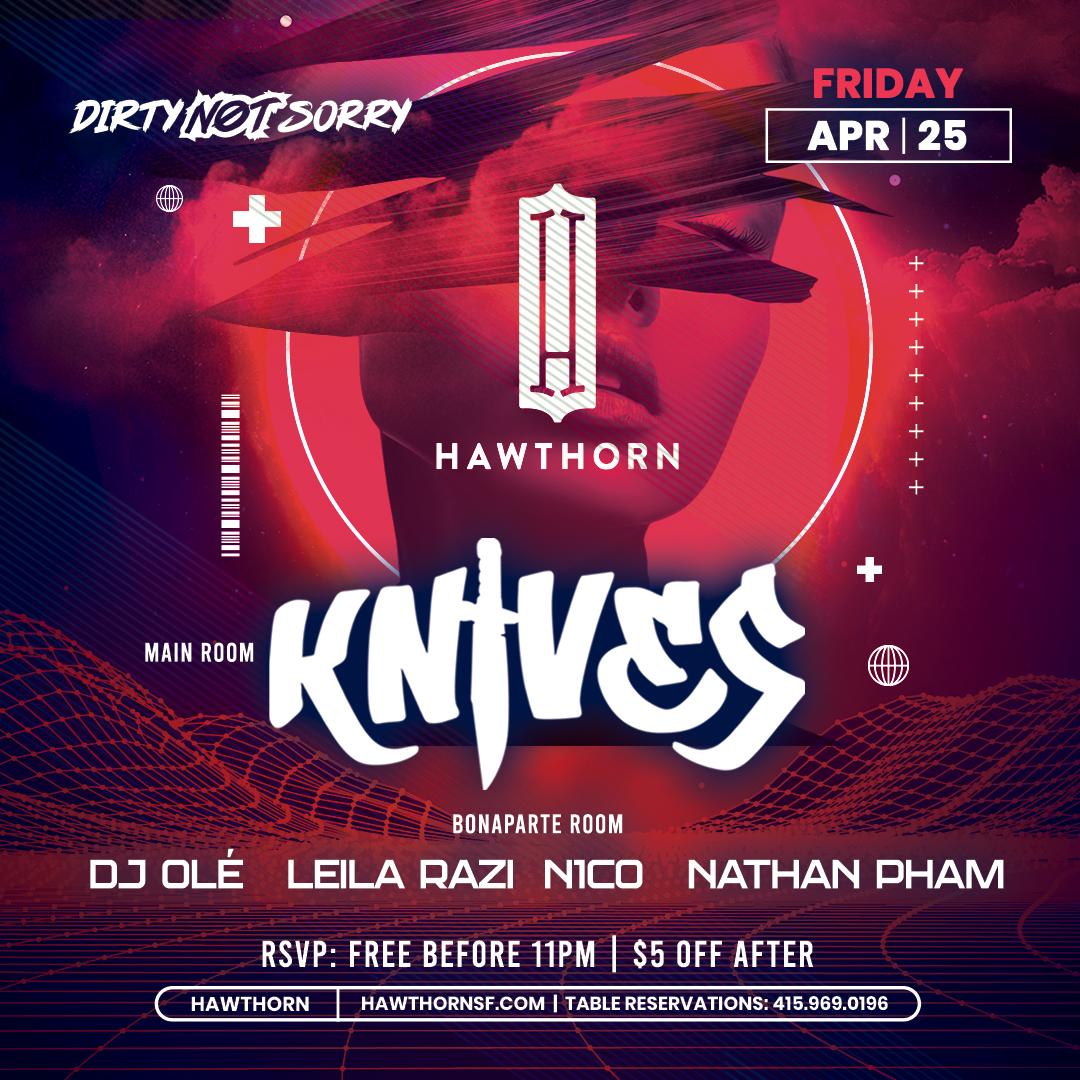 DIRTY NOT SORRY
FRIDAY
APR | 25
H
HAWTHORN
MAIN ROOM
KNIVES
BONAPARTE ROOM
DJ OLÉ LEILA RAZI N1CO NATHAN PHAM
RSVP: FREE BEFORE 11PM | $5 OFF AFTER
HAWTHORN | HAWTHORNSF.COM | TABLE RESERVATIONS: 415.969.0196